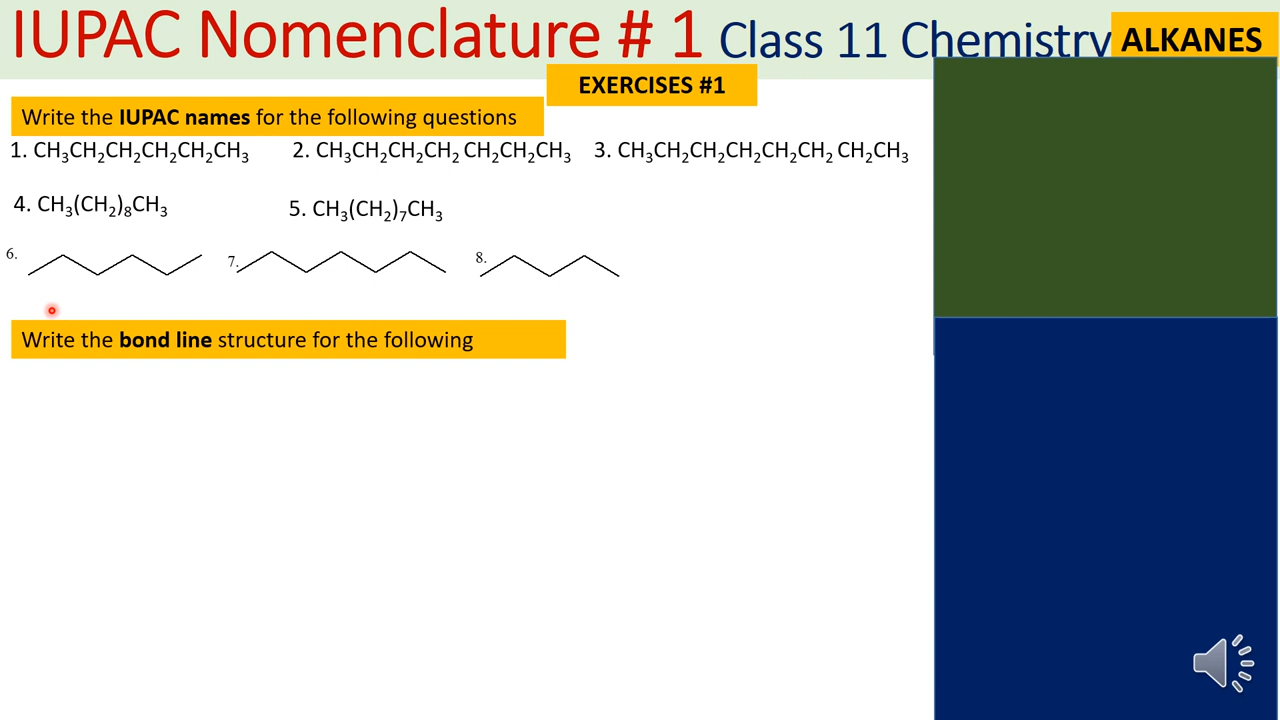 IUPAC Nomenclature # 1 Class 11 Chemistry ALKANES
EXERCISES #1
Write the IUPAC names for the following questions
1. CH₃CH₂CH₂CH₂CH₂CH₃ 2. CH₃CH₂CH₂CH₂ CH₂CH₂CH₃ 3. CH₃CH₂CH₂CH₂CH₂CH₂ CH₂CH₃
4. CH₃(CH₂)₈CH₃ 5. CH₃(CH₂)₇CH₃
6. 7. 8.
Write the bond line structure for the following